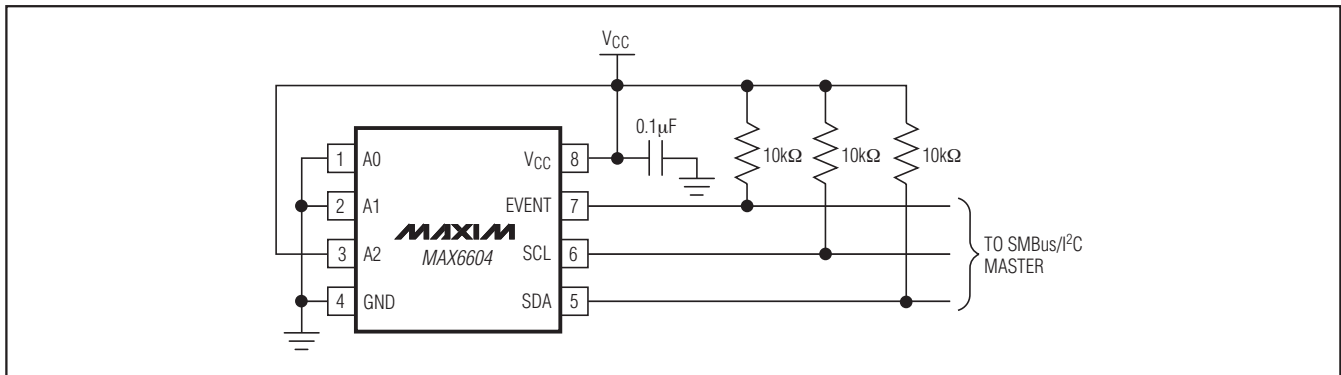 VCC
0.1µF
10kΩ 10kΩ 10kΩ
1 A0 VCC 8
2 A1 EVENT 7
MAXIM
3 A2 MAX6604 SCL 6
4 GND SDA 5
TO SMBus/I²C
MASTER